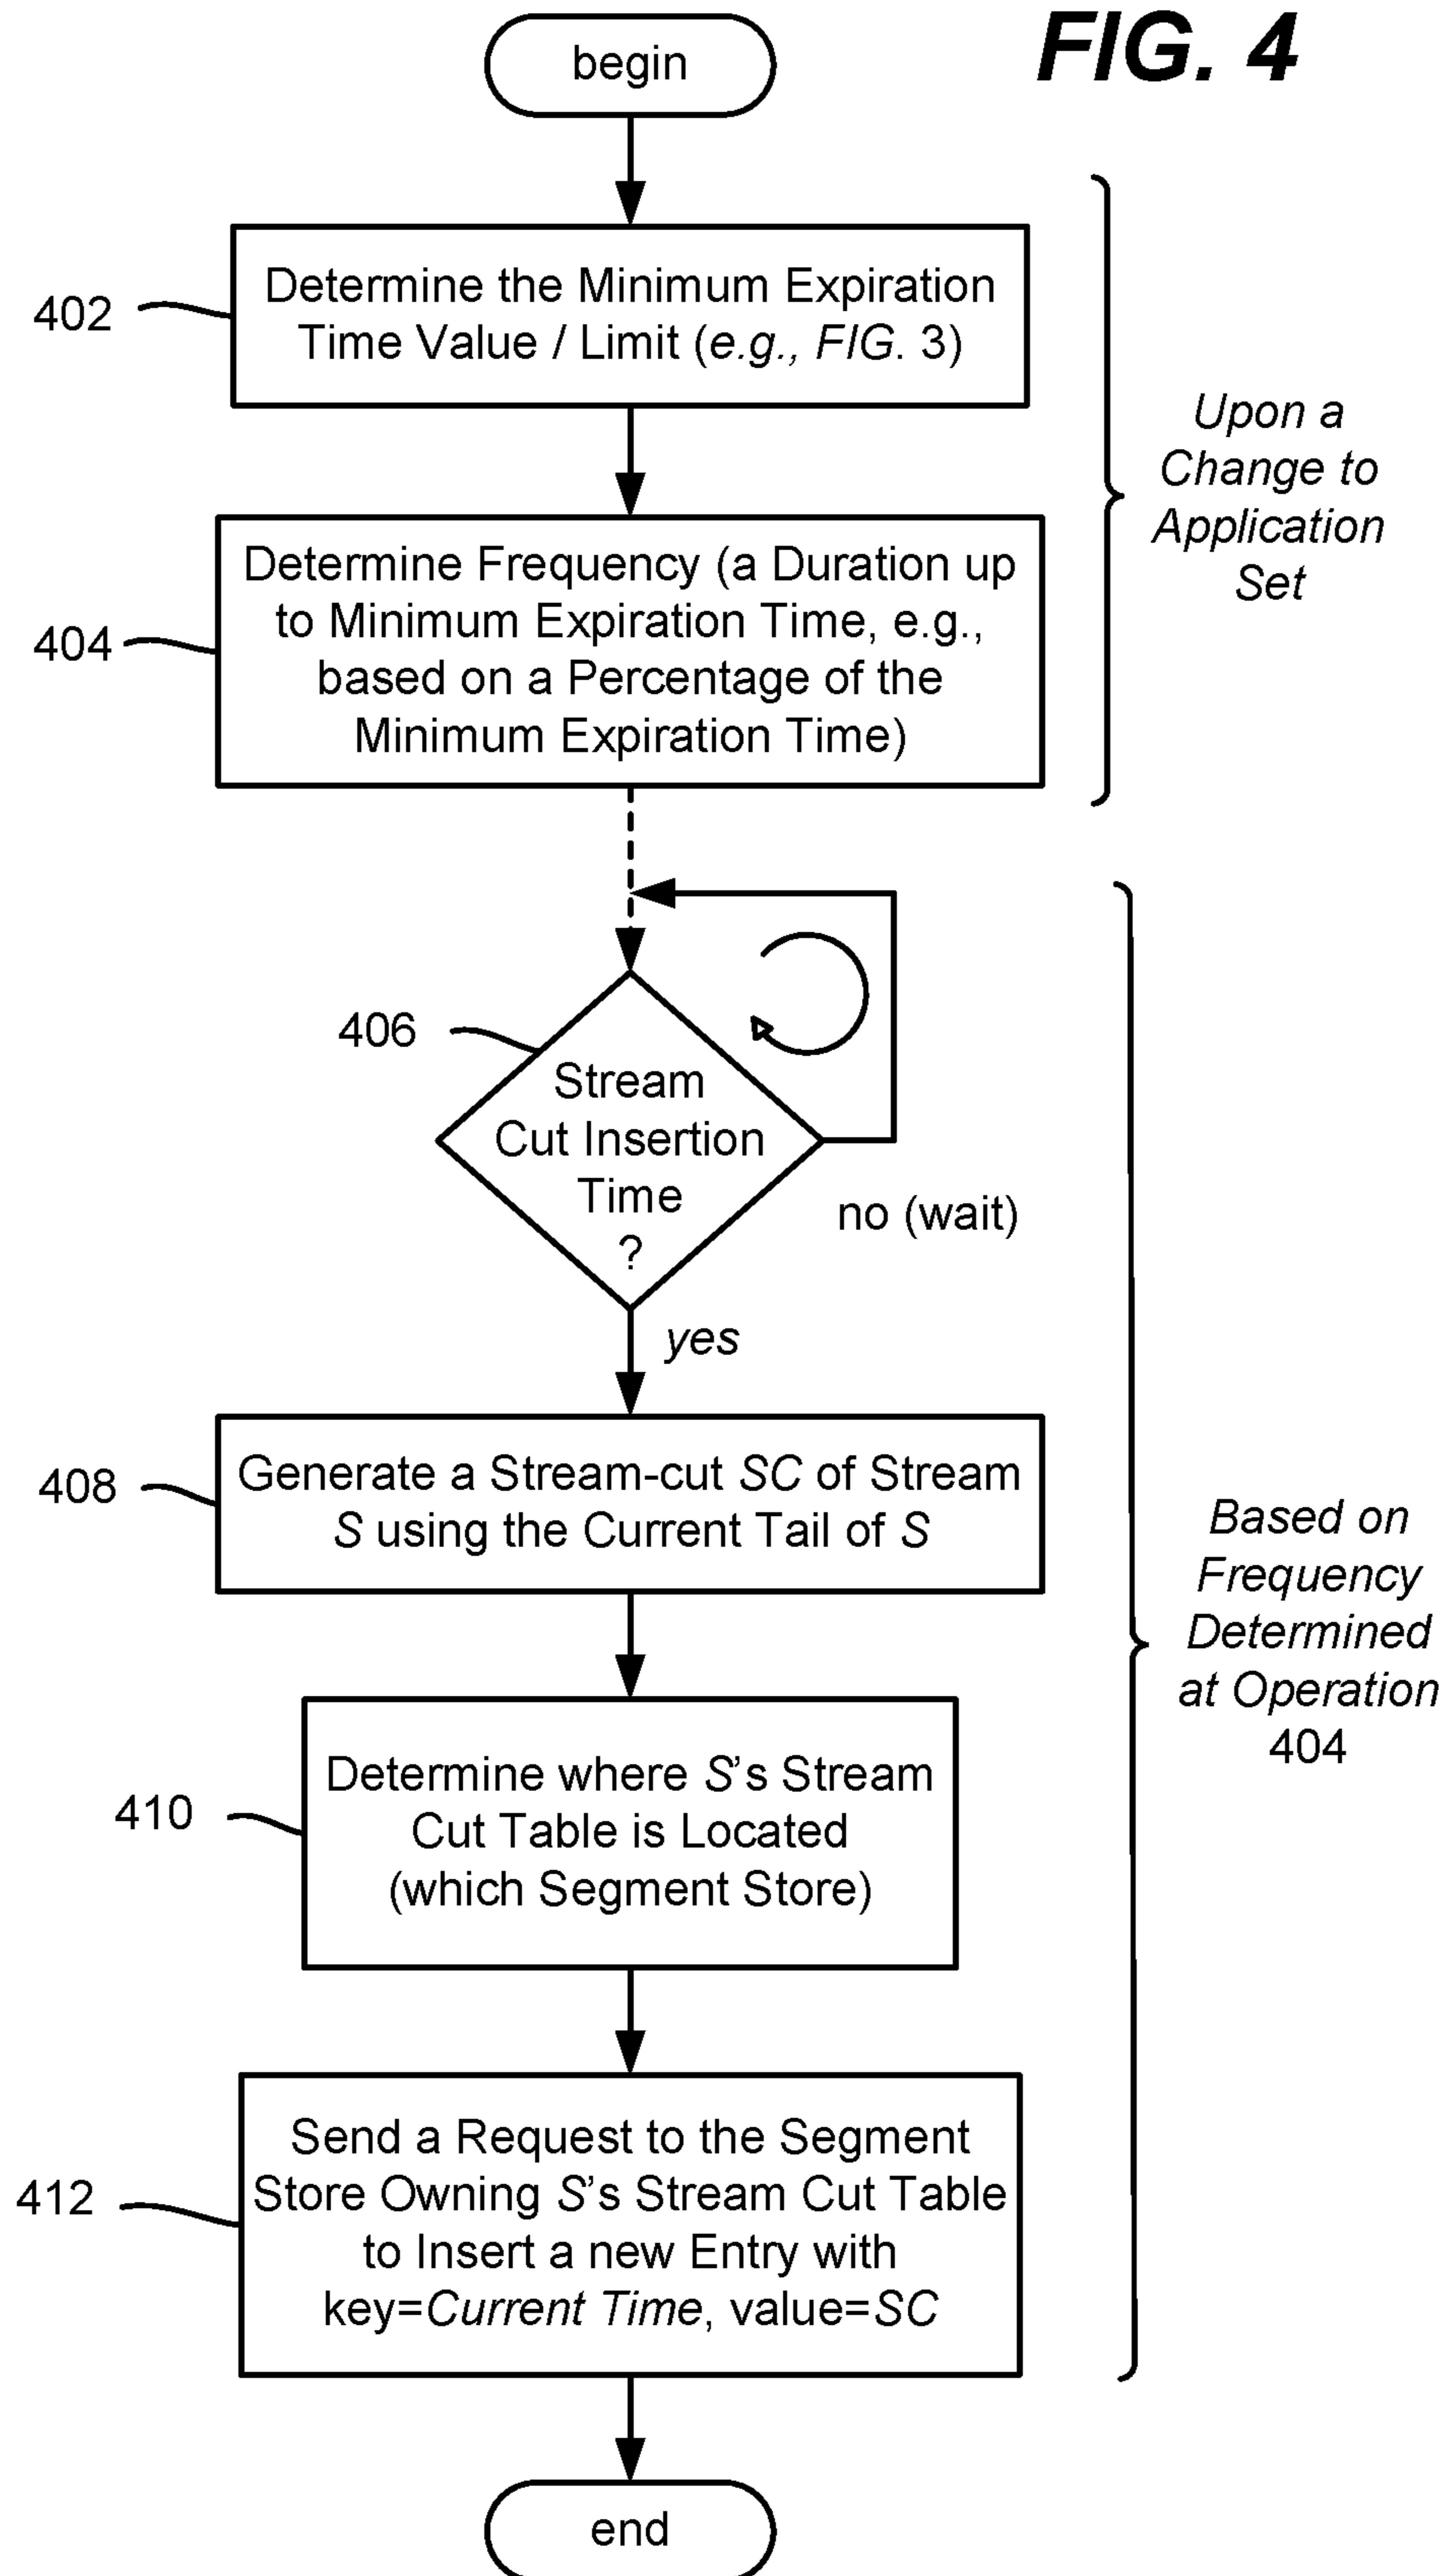 FIG. 4
begin
402
Determine the Minimum Expiration
Time Value / Limit (e.g., FIG. 3)
Upon a
Change to
Application
Set
404
Determine Frequency (a Duration up
to Minimum Expiration Time, e.g.,
based on a Percentage of the
Minimum Expiration Time)
406
Stream
Cut Insertion
Time
?
no (wait)
yes
408
Generate a Stream-cut SC of Stream
S using the Current Tail of S
Based on
Frequency
Determined
at Operation
404
410
Determine where S's Stream
Cut Table is Located
(which Segment Store)
412
Send a Request to the Segment
Store Owning S's Stream Cut Table
to Insert a new Entry with
key=Current Time, value=SC
end